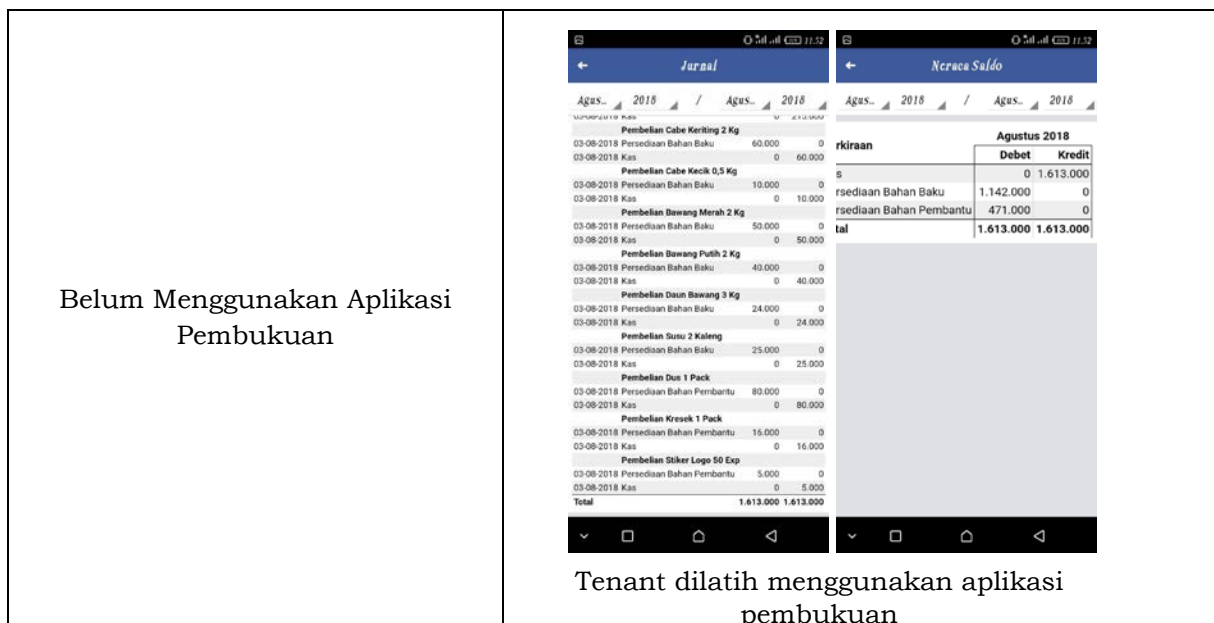 Belum Menggunakan Aplikasi
Pembukuan
11.52
Jurnal
Agus.. 2018 / Agus.. 2018
03-08-2018 Kas 0 213.000
Pembelian Cabe Keriting 2 Kg
03-08-2018 Persediaan Bahan Baku 60.000 0
03-08-2018 Kas 0 60.000
Pembelian Cabe Kecik 0,5 Kg
03-08-2018 Persediaan Bahan Baku 10.000 0
03-08-2018 Kas 0 10.000
Pembelian Bawang Merah 2 Kg
03-08-2018 Persediaan Bahan Baku 50.000 0
03-08-2018 Kas 0 50.000
Pembelian Bawang Putih 2 Kg
03-08-2018 Persediaan Bahan Baku 40.000 0
03-08-2018 Kas 0 40.000
Pembelian Daun Bawang 3 Kg
03-08-2018 Persediaan Bahan Baku 24.000 0
03-08-2018 Kas 0 24.000
Pembelian Susu 2 Kaleng
03-08-2018 Persediaan Bahan Baku 25.000 0
03-08-2018 Kas 0 25.000
Pembelian Dus 1 Pack
03-08-2018 Persediaan Bahan Pembantu 80.000 0
03-08-2018 Kas 0 80.000
Pembelian Kresek 1 Pack
03-08-2018 Persediaan Bahan Pembantu 16.000 0
03-08-2018 Kas 0 16.000
Pembelian Stiker Logo 50 Exp
03-08-2018 Persediaan Bahan Pembantu 5.000 0
03-08-2018 Kas 0 5.000
Total 1.613.000 1.613.000
11.52
Neraca Saldo
Agus.. 2018 / Agus.. 2018
rkiraan Agustus 2018
Debet Kredit
s 0 1.613.000
rsediaan Bahan Baku 1.142.000 0
rsediaan Bahan Pembantu 471.000 0
tal 1.613.000 1.613.000
Tenant dilatih menggunakan aplikasi
pembukuan